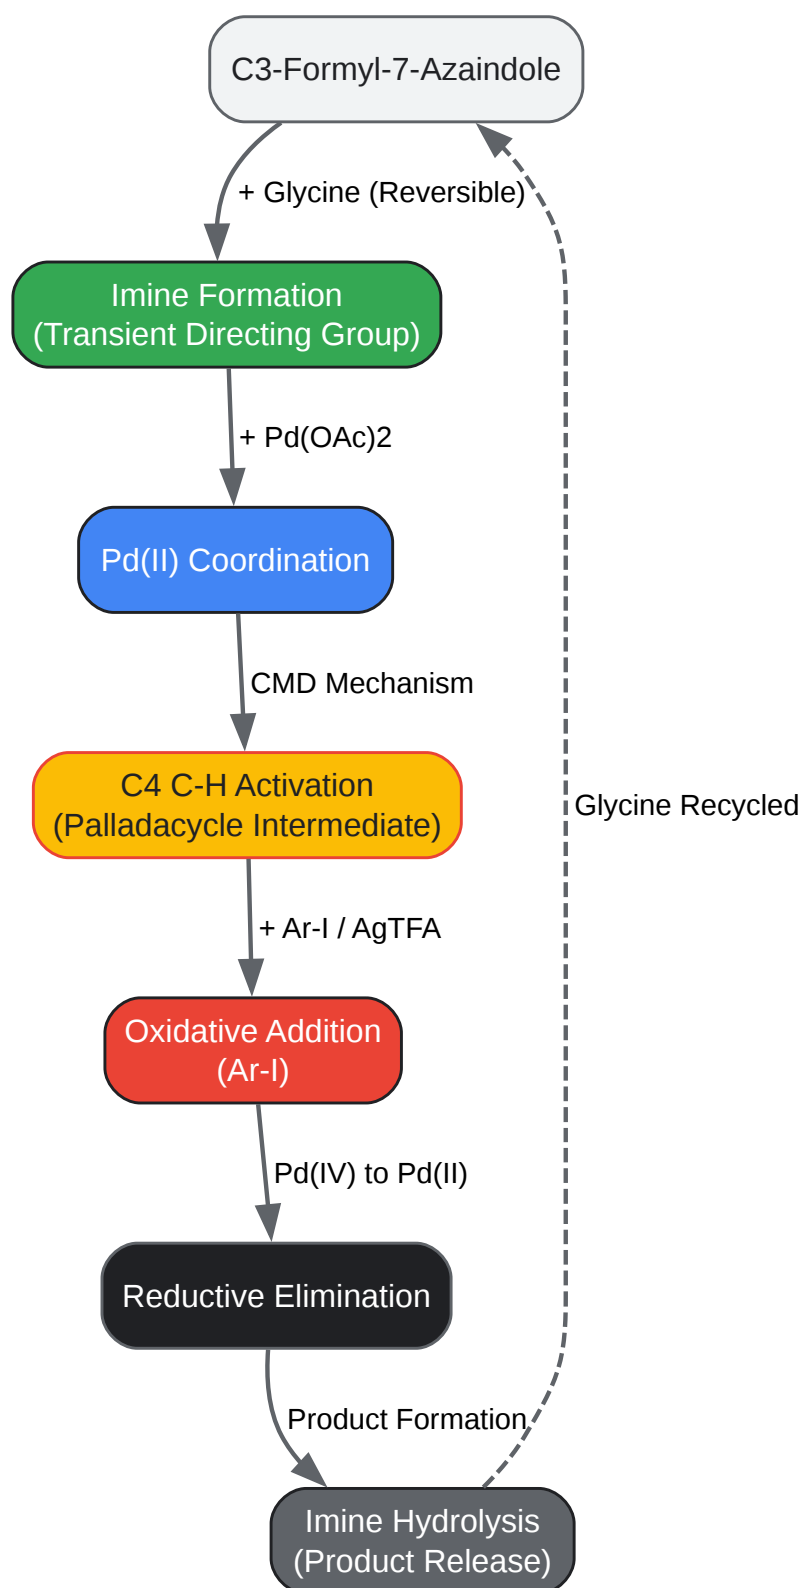 C3-Formyl-7-Azaindole
+ Glycine (Reversible)
Imine Formation
(Transient Directing Group)
+ Pd(OAc)2
Pd(II) Coordination
CMD Mechanism
C4 C-H Activation
(Palladacycle Intermediate)
Glycine Recycled
+ Ar-I / AgTFA
Oxidative Addition
(Ar-I)
Pd(IV) to Pd(II)
Reductive Elimination
Product Formation
Imine Hydrolysis
(Product Release)